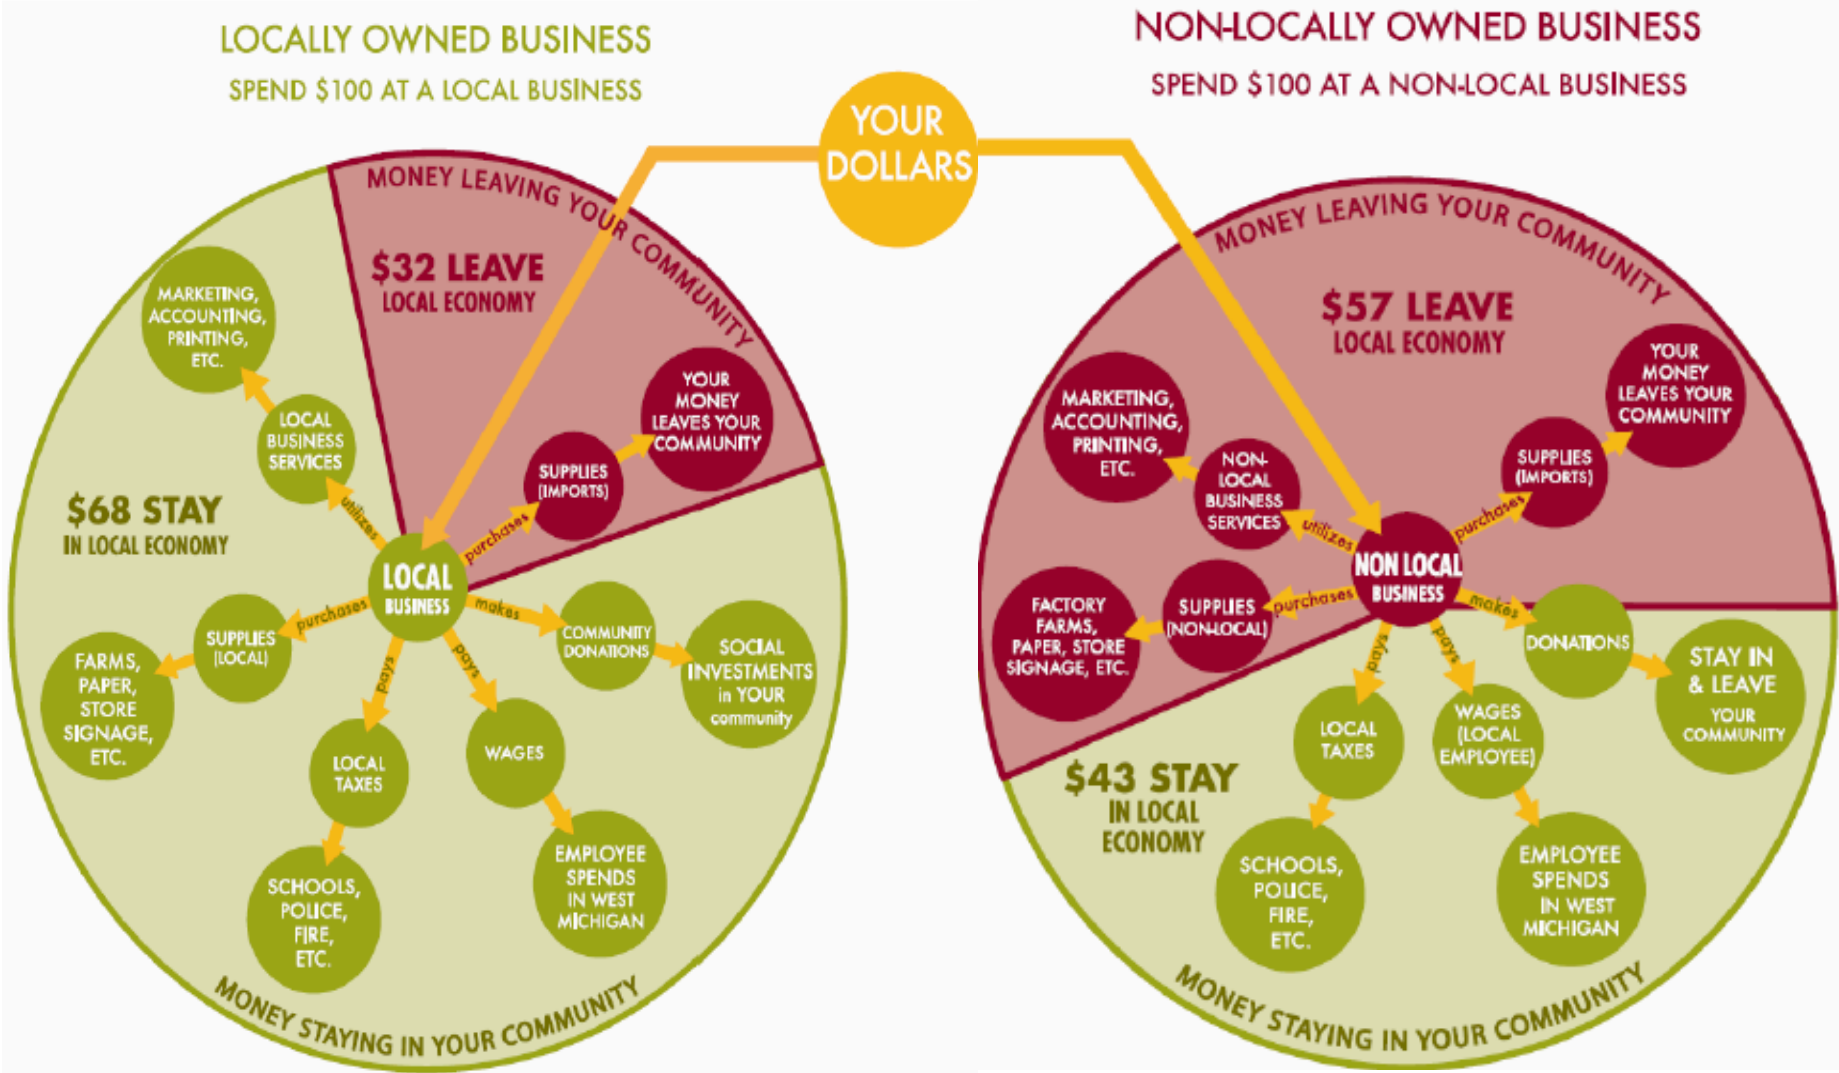 LOCALLY OWNED BUSINESS
SPEND $100 AT A LOCAL BUSINESS
NON-LOCALLY OWNED BUSINESS
SPEND $100 AT A NON-LOCAL BUSINESS
YOUR
DOLLARS
MONEY LEAVING YOUR COMMUNITY
$32 LEAVE
LOCAL ECONOMY
MARKETING,
ACCOUNTING,
PRINTING,
ETC.
LOCAL
BUSINESS
SERVICES
YOUR
MONEY
LEAVES YOUR
COMMUNITY
SUPPLIES
(IMPORTS)
$68 STAY
IN LOCAL ECONOMY
utilizes
purchases
LOCAL
BUSINESS
purchases
makes
pays
pays
SUPPLIES
(LOCAL)
FARMS,
PAPER,
STORE
SIGNAGE,
ETC.
COMMUNITY
DONATIONS
SOCIAL
INVESTMENTS
in YOUR
community
LOCAL
TAXES
WAGES
SCHOOLS,
POLICE,
FIRE,
ETC.
EMPLOYEE
SPENDS
IN WEST
MICHIGAN
MONEY STAYING IN YOUR COMMUNITY
MONEY LEAVING YOUR COMMUNITY
$57 LEAVE
LOCAL ECONOMY
MARKETING,
ACCOUNTING,
PRINTING,
ETC.
NON-
LOCAL
BUSINESS
SERVICES
YOUR
MONEY
LEAVES YOUR
COMMUNITY
SUPPLIES
(IMPORTS)
utilizes
purchases
NON LOCAL
BUSINESS
purchases
makes
pays
pays
FACTORY
FARMS,
PAPER, STORE
SIGNAGE, ETC.
SUPPLIES
(NON-LOCAL)
DONATIONS
STAY IN
& LEAVE
YOUR
COMMUNITY
LOCAL
TAXES
WAGES
(LOCAL
EMPLOYEE)
$43 STAY
IN LOCAL
ECONOMY
SCHOOLS,
POLICE,
FIRE,
ETC.
EMPLOYEE
SPENDS
IN WEST
MICHIGAN
MONEY STAYING IN YOUR COMMUNITY